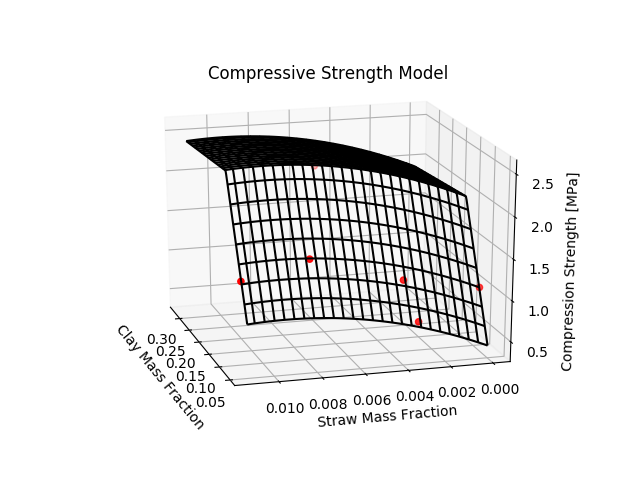 Compressive Strength Model
2.5
2.0
1.5
1.0
0.5
Compression Strength [MPa]
0.30
0.25
0.20
0.15
0.10
0.05
Clay Mass Fraction
0.010 0.008 0.006 0.004 0.002 0.000
Straw Mass Fraction